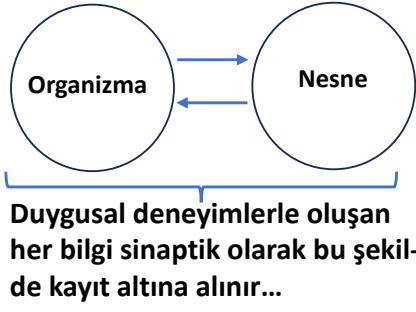 Organizma
Nesne
Duygusal deneyimlerle oluşan
her bilgi sinaptik olarak bu şekil-
de kayıt altına alınır...